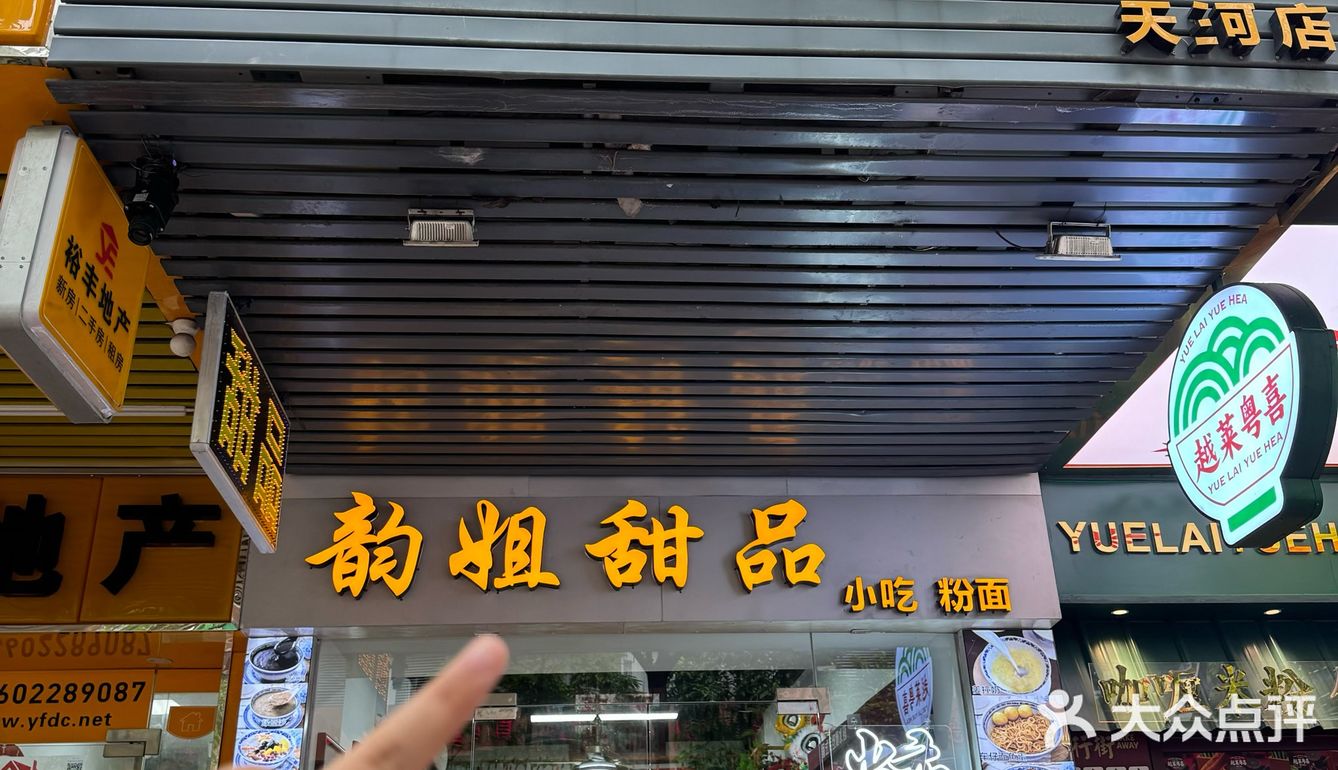 天河店
裕丰地产
新房|二手房|租房
YUE LAI YUE HEA
越莱粤喜
YUE LAI YUE HEA
地产
韵姐甜品
小吃 粉面
602289087
w.yfdc.net
大众点评